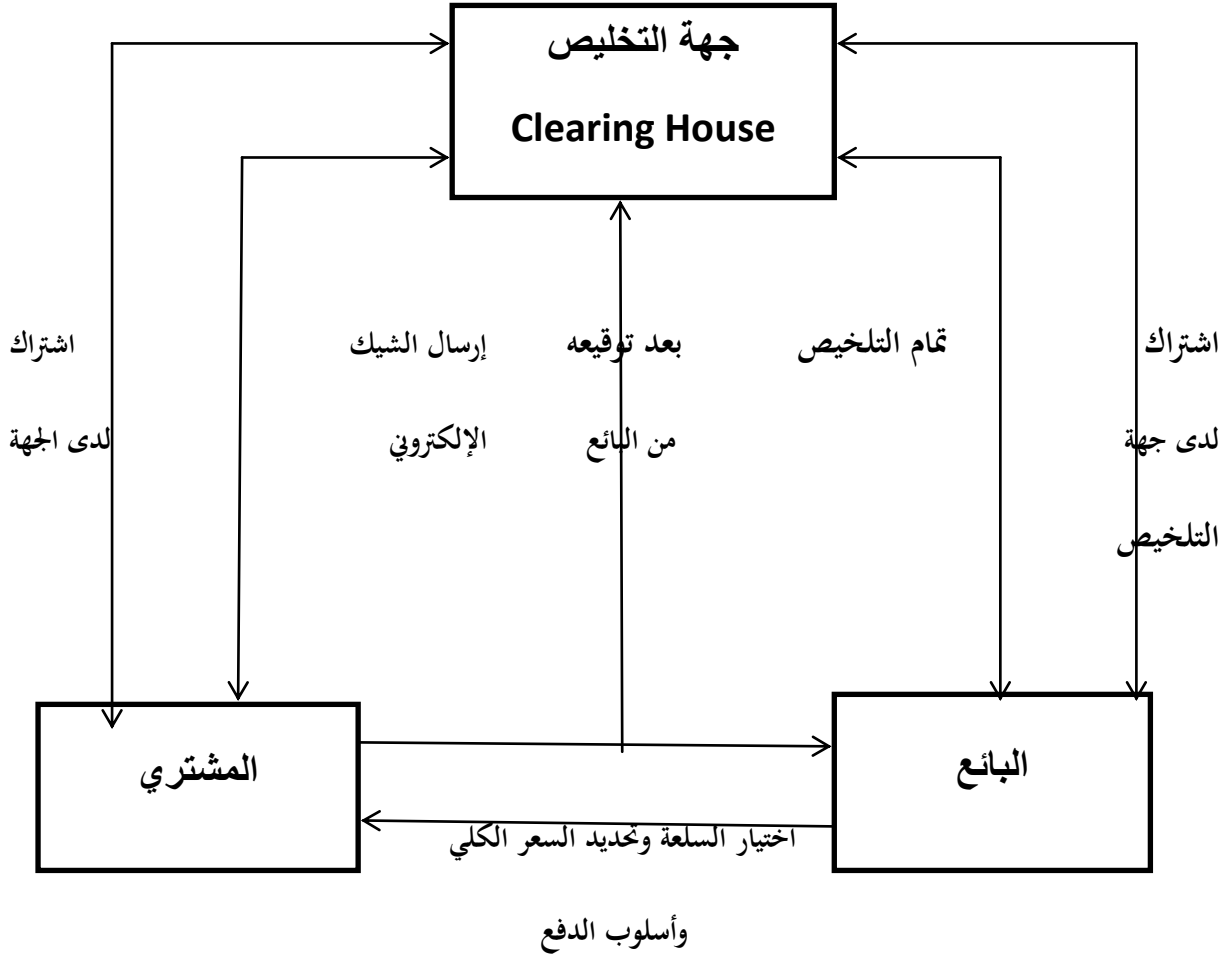 جهة التخليص
Clearing House
اشتراك
لدى جهة
التلخيص
تمام التلخيص
بعد توقيعه
من البائع
إرسال الشيك
الإلكتروني
اشتراك
لدى الجهة
البائع
المشتري
اختيار السلعة وتحديد السعر الكلي
وأسلوب الدفع